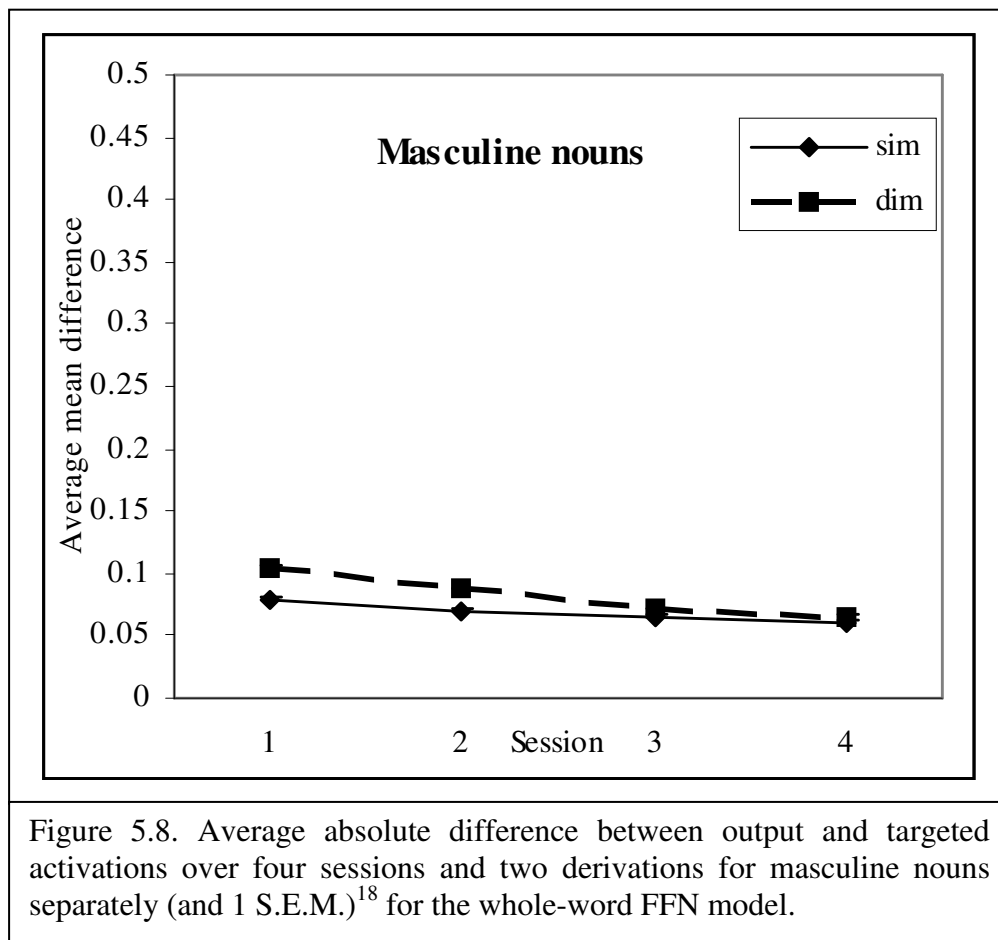 0.5
0.45
0.4
0.35
0.3
0.25
0.2
0.15
0.1
0.05
0
Average mean difference
Masculine nouns
sim
dim
1 2 Session 3 4
Figure 5.8. Average absolute difference between output and targeted
activations over four sessions and two derivations for masculine nouns
separately (and 1 S.E.M.)¹⁸ for the whole-word FFN model.